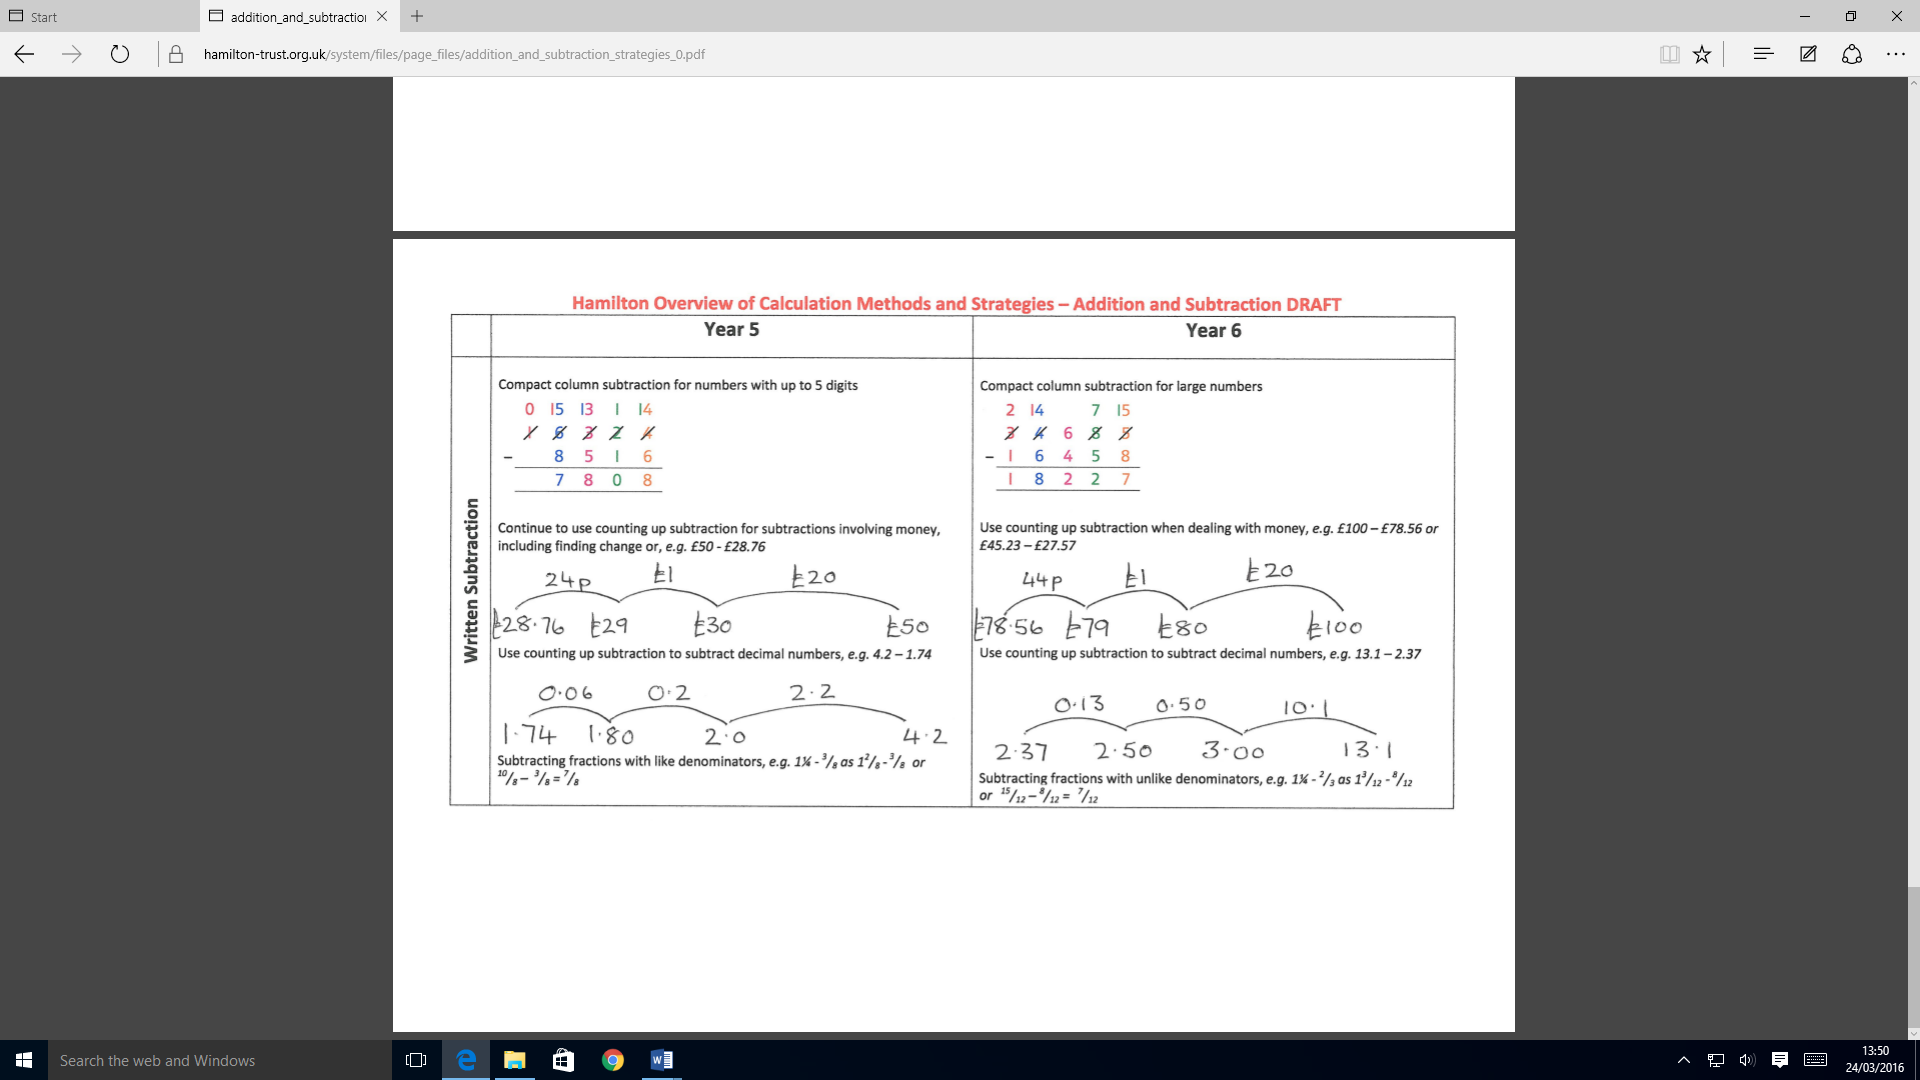 Start
addition_and_subtraction
hamilton-trust.org.uk/system/files/page_files/addition_and_subtraction_strategies_0.pdf
Hamilton Overview of Calculation Methods and Strategies – Addition and Subtraction DRAFT
Year 5
Year 6
Written Subtraction
Compact column subtraction for numbers with up to 5 digits
0 15 13 1 14
1 6 3 2 4
- 8 5 1 6
7 8 0 8
Continue to use counting up subtraction for subtractions involving money,
including finding change or, e.g. £50 - £28.76
24p £1 £20
£28.76 £29 £30 £50
Use counting up subtraction to subtract decimal numbers, e.g. 4.2 – 1.74
0.06 0.2 2.2
1.74 1.80 2.0 4.2
Subtracting fractions with like denominators, e.g. 1¼ - 3/8 as 1 2/8 - 3/8 or
10/8 – 3/8 = 7/8
Compact column subtraction for large numbers
2 14 7 15
3 4 6 8 5
- 1 6 4 5 8
1 8 2 2 7
Use counting up subtraction when dealing with money, e.g. £100 – £78.56 or
£45.23 – £27.57
44p £1 £20
£78.56 £79 £80 £100
Use counting up subtraction to subtract decimal numbers, e.g. 13.1 – 2.37
0.13 0.50 10.1
2.37 2.50 3.00 13.1
Subtracting fractions with unlike denominators, e.g. 1¼ - 2/3 as 1 3/12 - 8/12
or 15/12 – 8/12 = 7/12
Search the web and Windows
13:50
24/03/2016